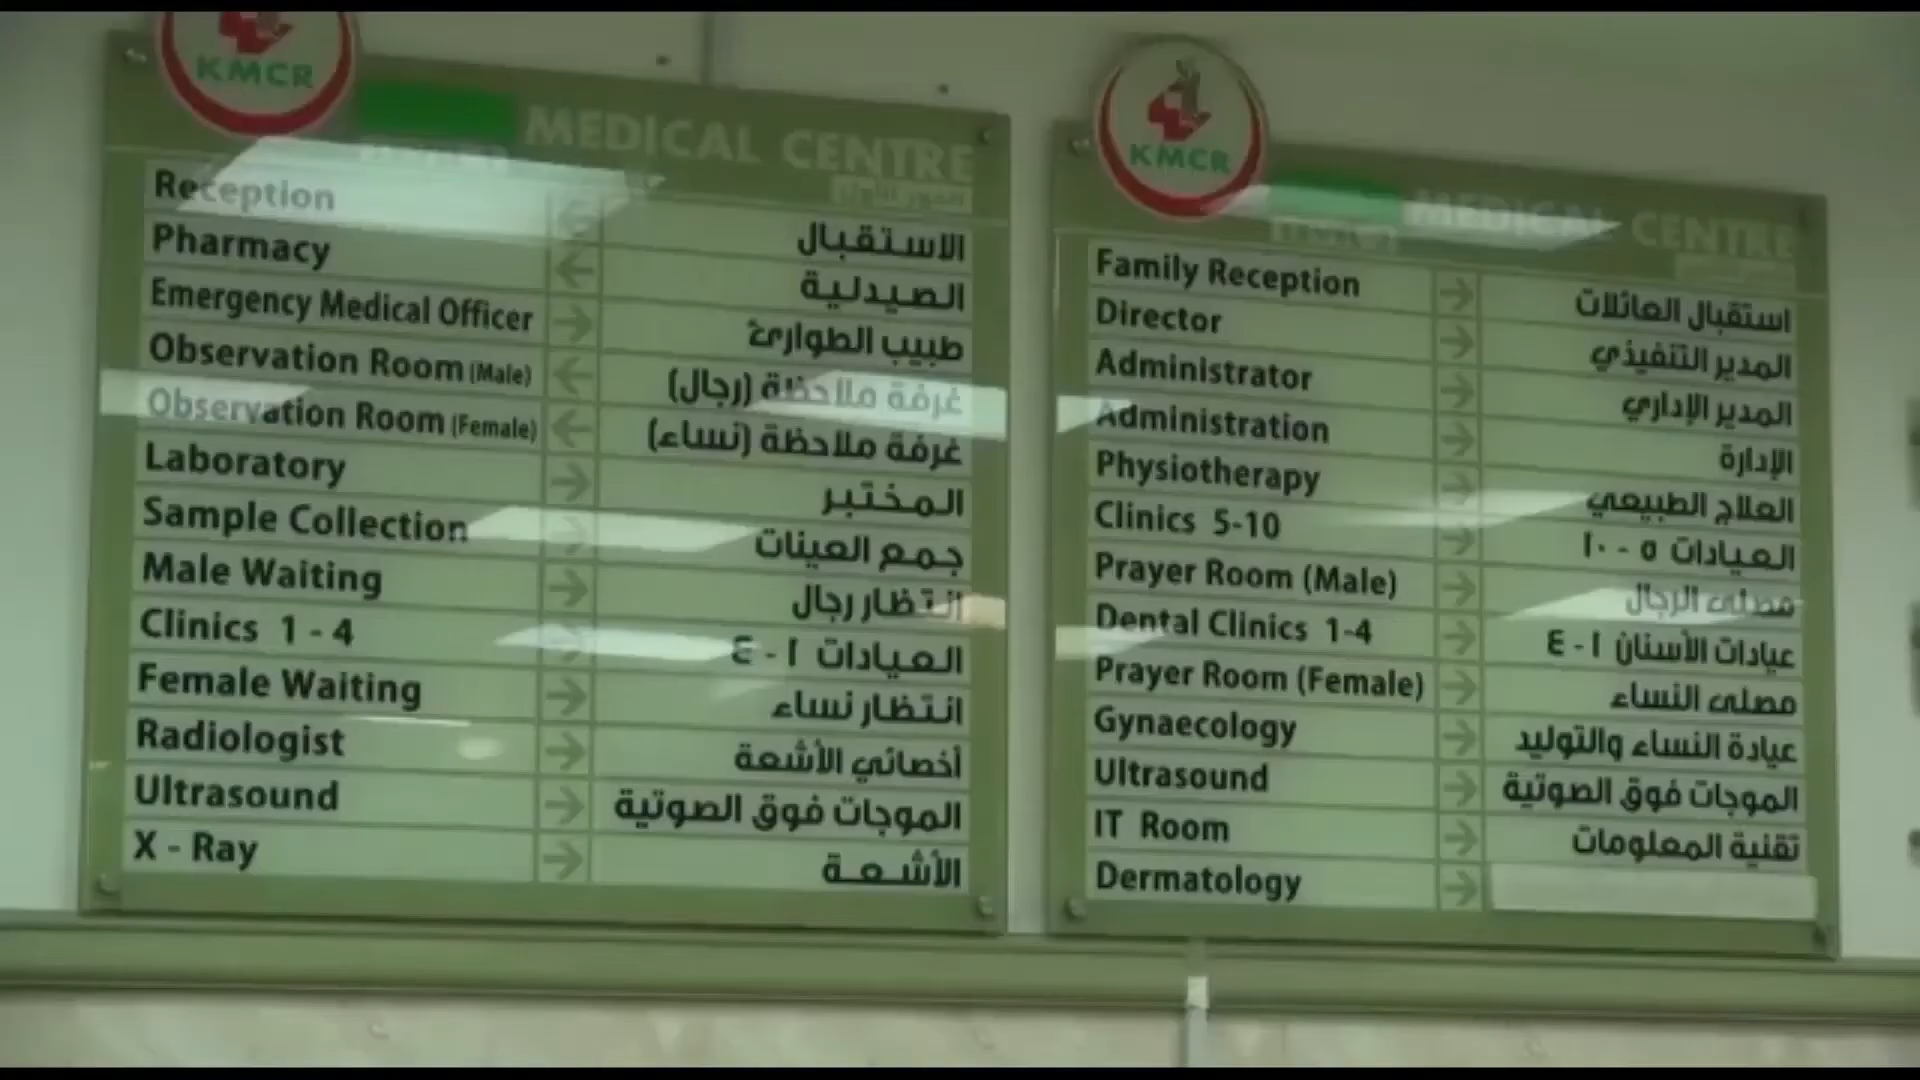 KMCR
MEDICAL CENTRE
الدور الأول
Reception ← الاستقبال
Pharmacy ← الصيدلية
Emergency Medical Officer → طبيب الطوارئ
Observation Room (Male) ← غرفة ملاحظة (رجال)
Observation Room (Female) ← غرفة ملاحظة (نساء)
Laboratory → المختبر
Sample Collection → جمع العينات
Male Waiting → انتظار رجال
Clinics 1 - 4 → العيادات ١ - ٤
Female Waiting → انتظار نساء
Radiologist → أخصائي الأشعة
Ultrasound → الموجات فوق الصوتية
X - Ray → الأشعة
KMCR
MEDICAL CENTRE
Family Reception → استقبال العائلات
Director → المدير التنفيذي
Administrator → المدير الإداري
Administration → الإدارة
Physiotherapy → العلاج الطبيعي
Clinics 5-10 → العيادات ٥ - ١٠
Prayer Room (Male) → مصلى الرجال
Dental Clinics 1-4 → عيادات الأسنان ١ - ٤
Prayer Room (Female) → مصلى النساء
Gynaecology → عيادة النساء والتوليد
Ultrasound → الموجات فوق الصوتية
IT Room → تقنية المعلومات
Dermatology →